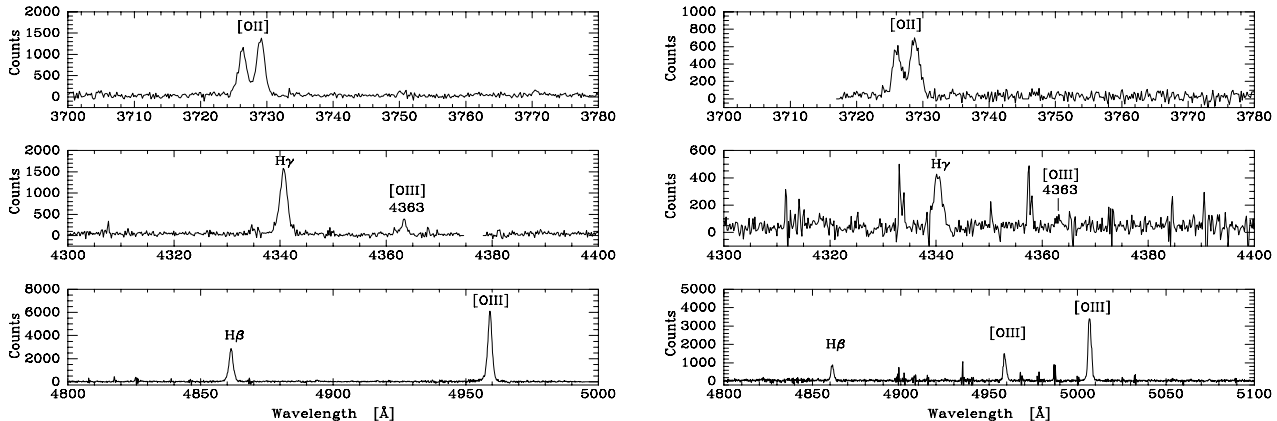 [OII]
Counts
2000
1500
1000
500
0
3700 3710 3720 3730 3740 3750 3760 3770 3780
Hγ
[OIII]
4363
Counts
2000
1500
1000
500
0
4300 4320 4340 4360 4380 4400
Hβ
[OIII]
Counts
8000
6000
4000
2000
0
4800 4850 4900 4950 5000
Wavelength [Å]
[OII]
Counts
1000
800
600
400
200
0
3700 3710 3720 3730 3740 3750 3760 3770 3780
Hγ
[OIII]
4363
Counts
600
400
200
0
4300 4320 4340 4360 4380 4400
Hβ
[OIII]
[OIII]
Counts
5000
4000
3000
2000
1000
0
4800 4850 4900 4950 5000 5050 5100
Wavelength [Å]